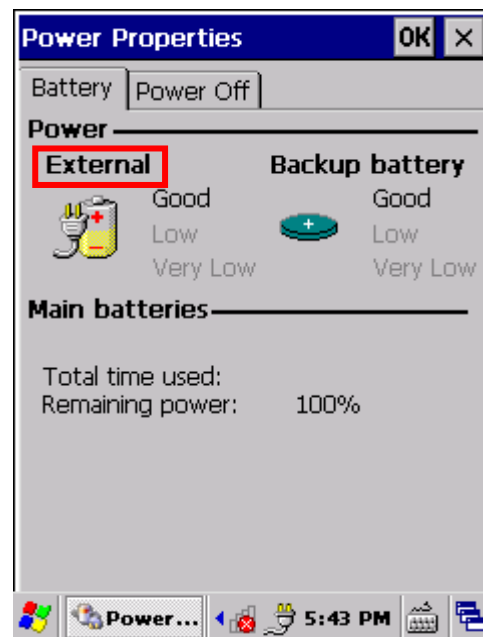 Power Properties OK ×
Battery Power Off
Power
External Backup battery
Good Good
Low Low
Very Low Very Low
Main batteries
Total time used:
Remaining power: 100%
Power... 5:43 PM